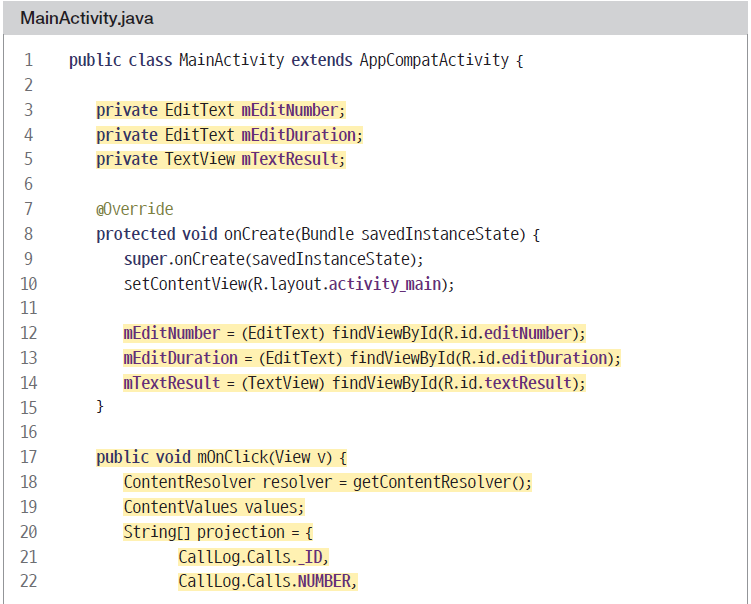 MainActivity.java
1 public class MainActivity extends AppCompatActivity {
2
3 private EditText mEditNumber;
4 private EditText mEditDuration;
5 private TextView mTextResult;
6
7 @Override
8 protected void onCreate(Bundle savedInstanceState) {
9 super.onCreate(savedInstanceState);
10 setContentView(R.layout.activity_main);
11
12 mEditNumber = (EditText) findViewById(R.id.editNumber);
13 mEditDuration = (EditText) findViewById(R.id.editDuration);
14 mTextResult = (TextView) findViewById(R.id.textResult);
15 }
16
17 public void mOnClick(View v) {
18 ContentResolver resolver = getContentResolver();
19 ContentValues values;
20 String[] projection = {
21 CallLog.Calls._ID,
22 CallLog.Calls.NUMBER,